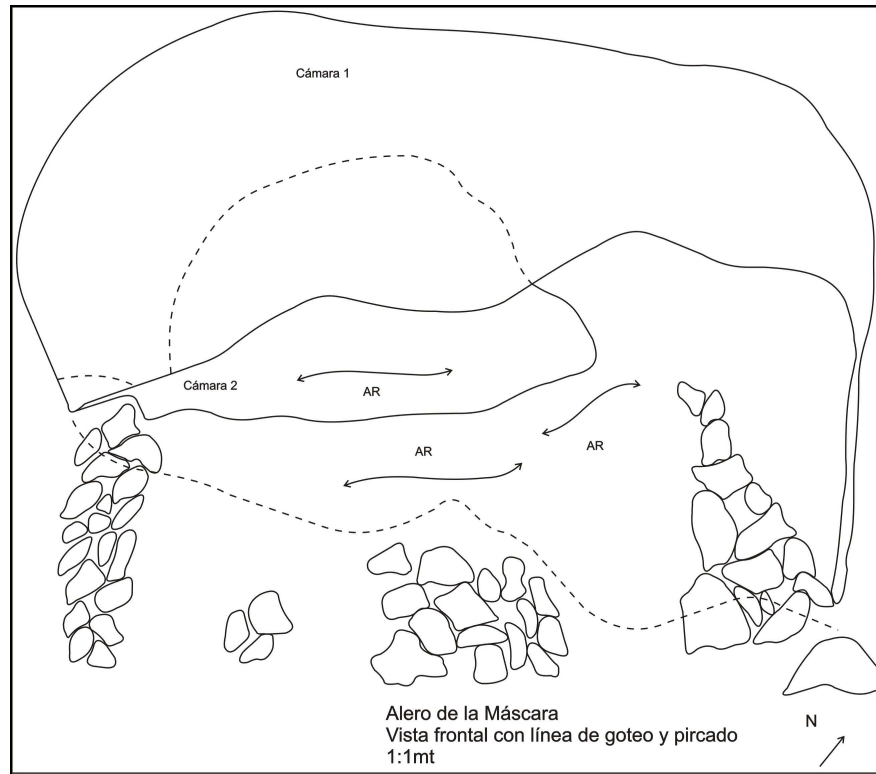 Cámara 1
Cámara 2
AR
AR
AR
Alero de la Máscara
Vista frontal con línea de goteo y pircado
1:1mt
N